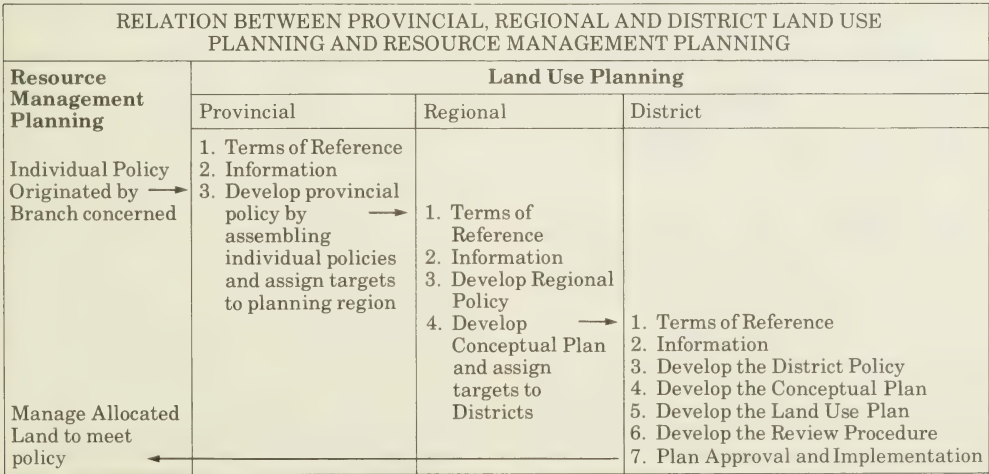 RELATION BETWEEN PROVINCIAL, REGIONAL AND DISTRICT LAND USE
PLANNING AND RESOURCE MANAGEMENT PLANNING
Resource
Management
Planning
Individual Policy
Originated by
Branch concerned
Manage Allocated
Land to meet
policy
Land Use Planning
Provincial
1. Terms of Reference
2. Information
3. Develop provincial
policy by
assembling
individual policies
and assign targets
to planning region
Regional
1. Terms of
Reference
2. Information
3. Develop Regional
Policy
4. Develop
Conceptual Plan
and assign
targets to
Districts
District
1. Terms of Reference
2. Information
3. Develop the District Policy
4. Develop the Conceptual Plan
5. Develop the Land Use Plan
6. Develop the Review Procedure
7. Plan Approval and Implementation